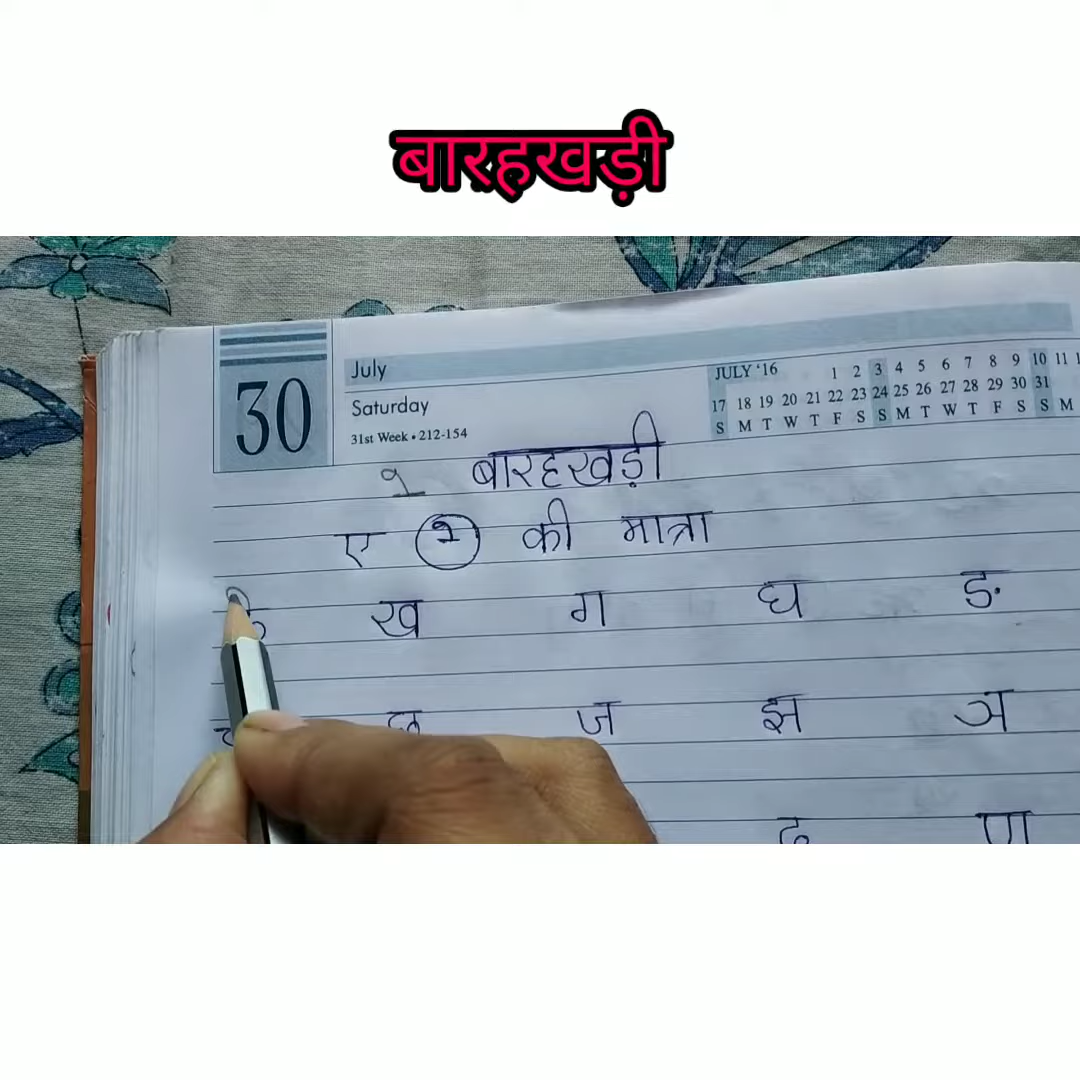 बारहखड़ी
30
July
JULY ‘16 1 2 3 4 5 6 7 8 9 10 11
Saturday
17 18 19 20 21 22 23 24 25 26 27 28 29 30 31
31st Week • 212-154
S M T W T F S S M T W T F S S M
े बारहखड़ी
ए े की मात्रा
के ख ग घ ङ
च छ ज झ ञ
ढ ण